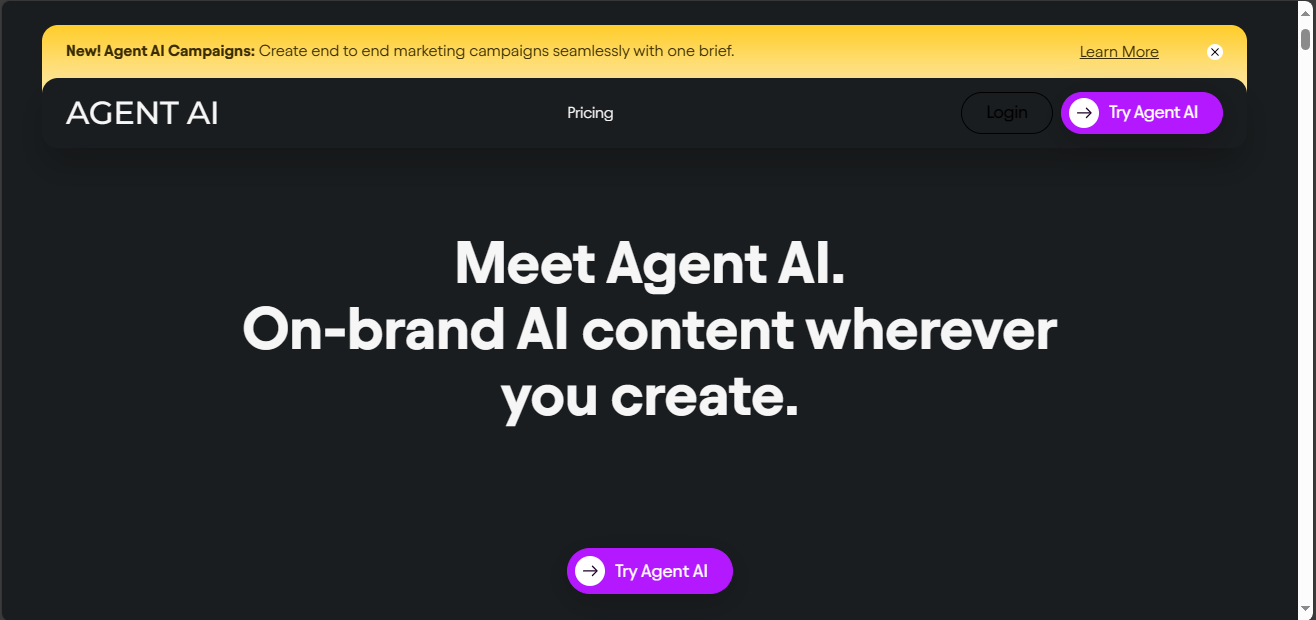 New! Agent AI Campaigns: Create end to end marketing campaigns seamlessly with one brief. Learn More
AGENT AI Pricing Login Try Agent AI
Meet Agent AI.
On-brand AI content wherever
you create.
Try Agent AI